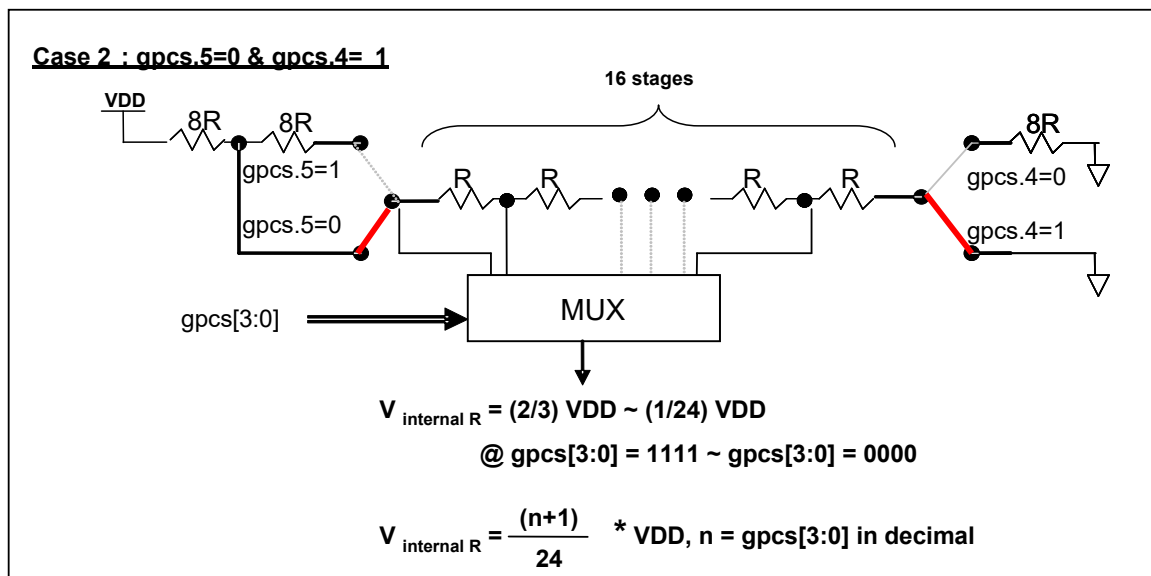 Case 2 : gpcs.5=0 & gpcs.4= 1
16 stages
VDD
8R 8R 8R
gpcs.5=1 R R R R gpcs.4=0
gpcs.5=0 gpcs.4=1
gpcs[3:0] MUX
V internal R = (2/3) VDD ~ (1/24) VDD
@ gpcs[3:0] = 1111 ~ gpcs[3:0] = 0000
V internal R = (n+1) / 24 * VDD, n = gpcs[3:0] in decimal